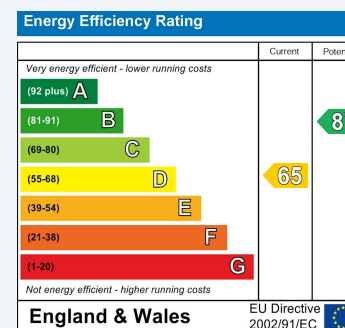 Energy Efficiency Rating
Current
Very energy efficient - lower running costs
(92 plus) A
(81-91) B
(69-80) C
(55-68) D
65
(39-54) E
(21-38) F
(1-20) G
Not energy efficient - higher running costs
England & Wales
EU Directive
2002/91/EC